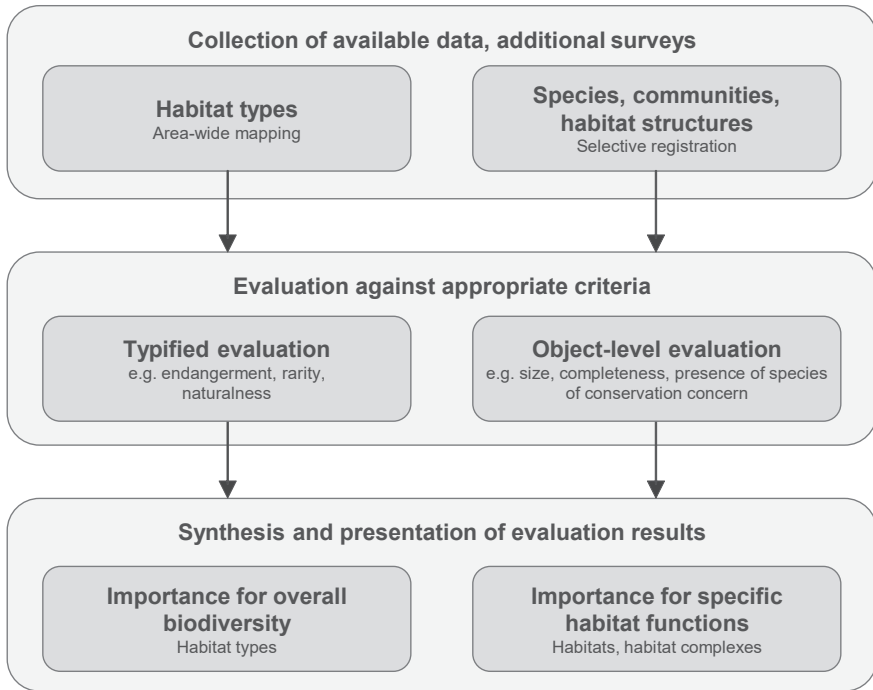 Collection of available data, additional surveys
Habitat types
Area-wide mapping
Species, communities,
habitat structures
Selective registration
Evaluation against appropriate criteria
Typified evaluation
e.g. endangerment, rarity,
naturalness
Object-level evaluation
e.g. size, completeness, presence of species
of conservation concern
Synthesis and presentation of evaluation results
Importance for overall
biodiversity
Habitat types
Importance for specific
habitat functions
Habitats, habitat complexes